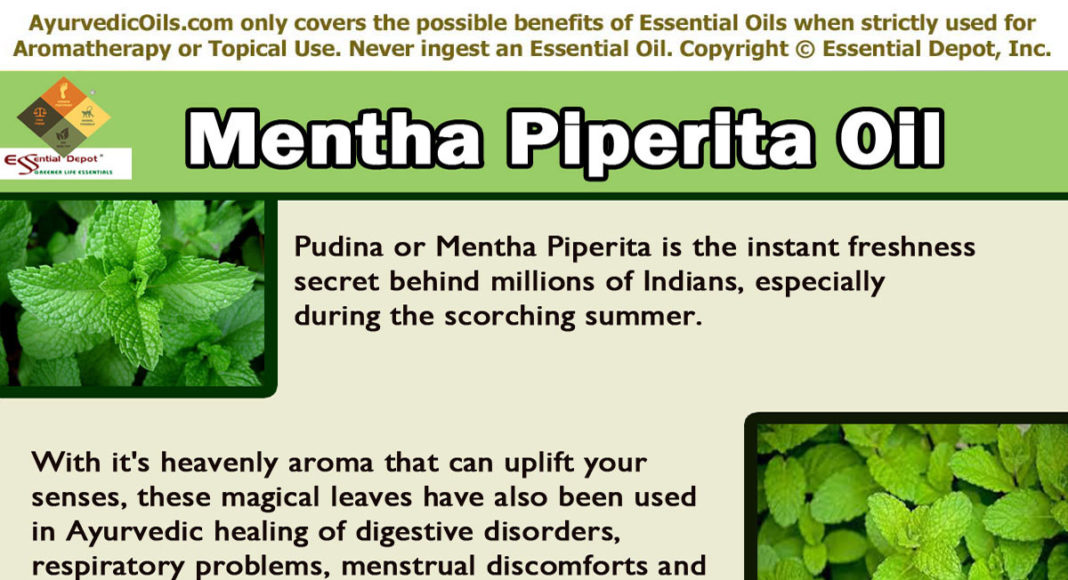 AyurvedicOils.com only covers the possible benefits of Essential Oils when strictly used for
Aromatherapy or Topical Use. Never ingest an Essential Oil. Copyright © Essential Depot, Inc.
Mentha Piperita Oil
ESSential Depot
GREENER LIFE ESSENTIALS
Pudina or Mentha Piperita is the instant freshness
secret behind millions of Indians, especially
during the scorching summer.
With it's heavenly aroma that can uplift your
senses, these magical leaves have also been used
in Ayurvedic healing of digestive disorders,
respiratory problems, menstrual discomforts and